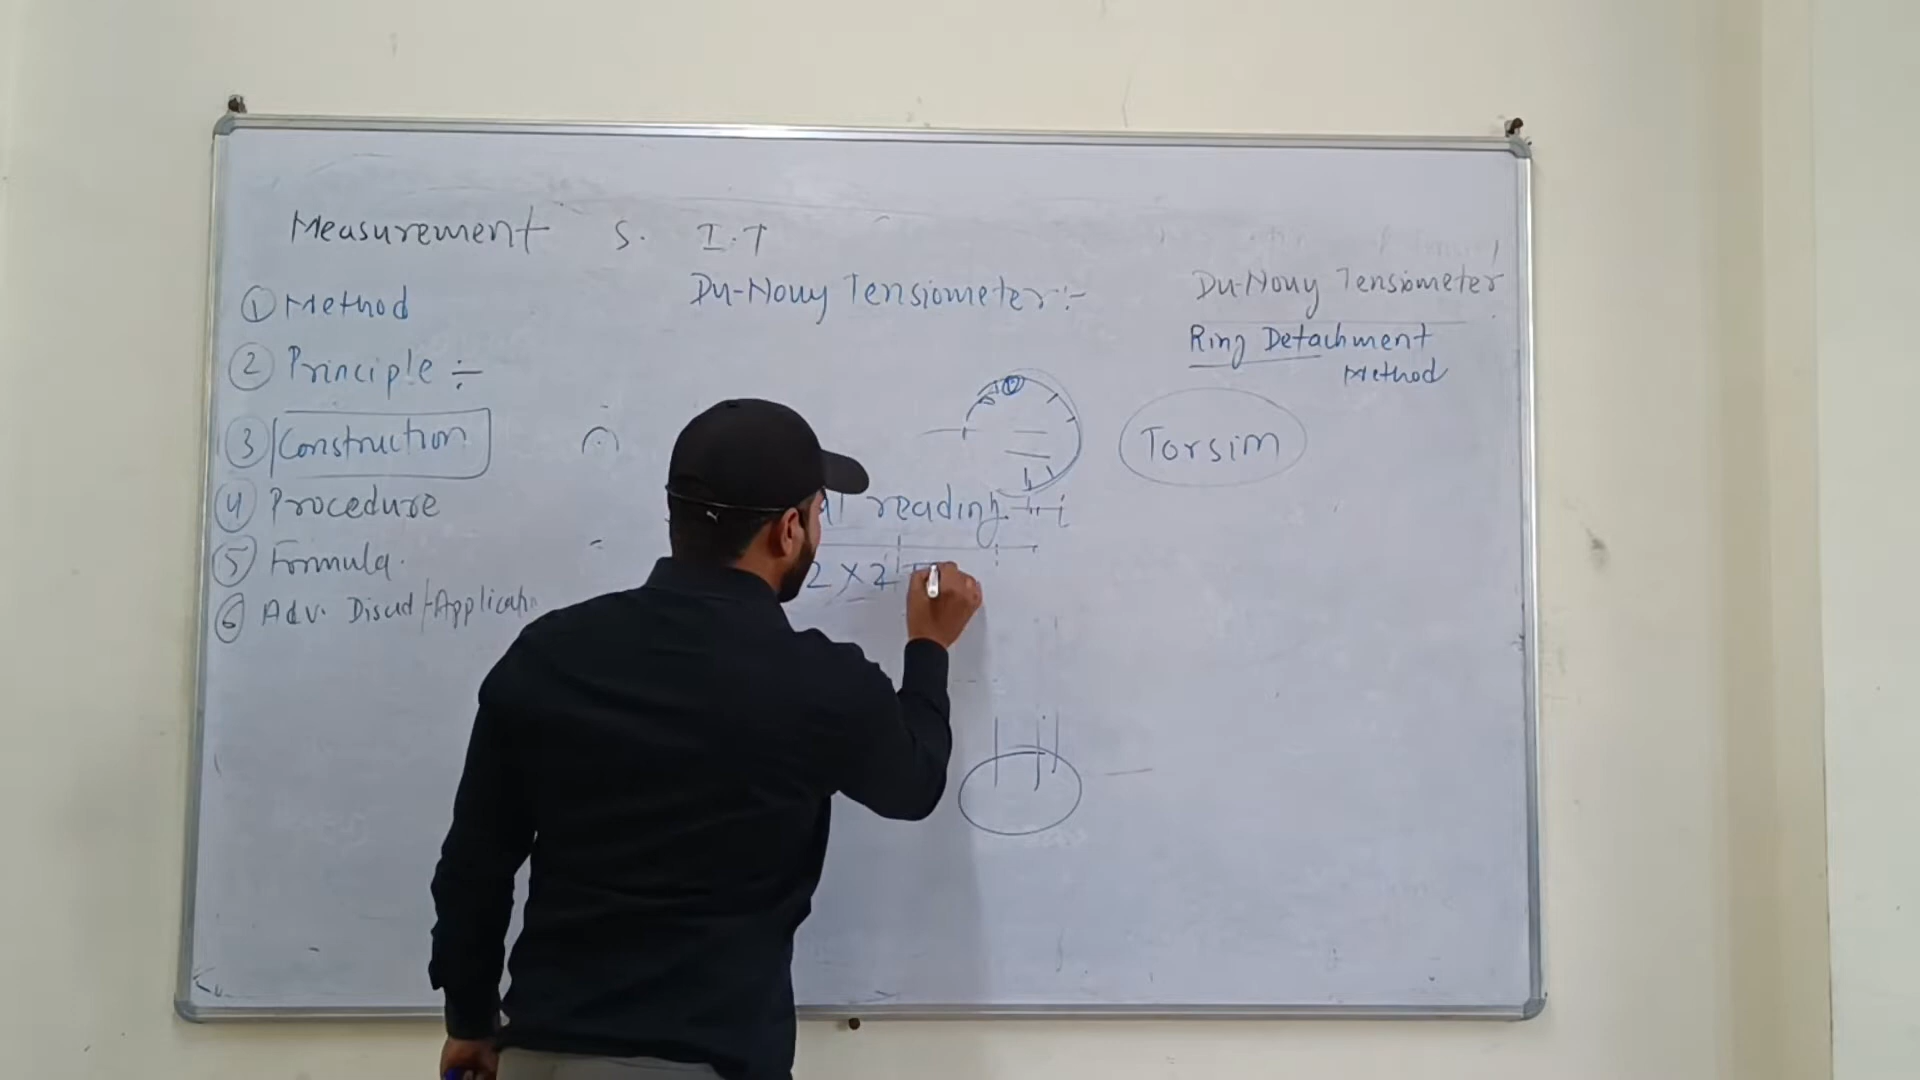 Measurement S. I.T
① Method
② Principle ÷
③ Construction
④ Procedure
⑤ Formula.
⑥ Adv. Disad /
Du-Nouy Tensiometer :-
reading
2 × 2
Du-Nouy Tensiometer
Ring Detachment
Method
Torsim